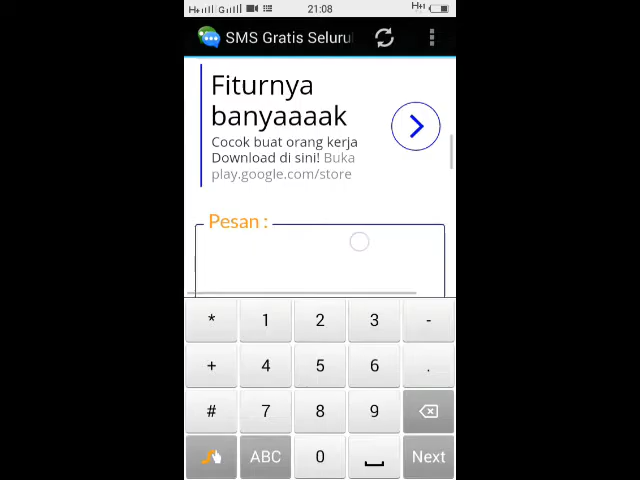 H+ G 21:08 H+
SMS Gratis Seluru
Fiturnya
banyaaaak
Cocok buat orang kerja
Download di sini! Buka
play.google.com/store
Pesan :
* 1 2 3 -
+ 4 5 6 .
# 7 8 9
ABC 0 Next